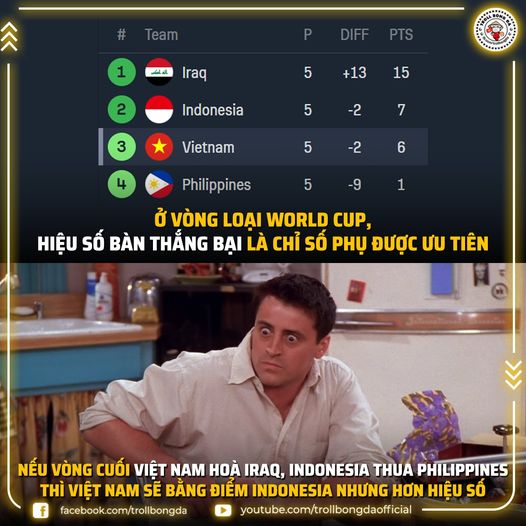 TROLL BONG DA
# Team P DIFF PTS
1 Iraq 5 +13 15
2 Indonesia 5 -2 7
3 Vietnam 5 -2 6
4 Philippines 5 -9 1
Ở VÒNG LOẠI WORLD CUP,
HIỆU SỐ BÀN THẮNG BẠI LÀ CHỈ SỐ PHỤ ĐƯỢC ƯU TIÊN
NẾU VÒNG CUỐI VIỆT NAM HOÀ IRAQ, INDONESIA THUA PHILIPPINES
THÌ VIỆT NAM SẼ BẰNG ĐIỂM INDONESIA NHƯNG HƠN HIỆU SỐ
facebook.com/trollbongda youtube.com/trollbongdaofficial